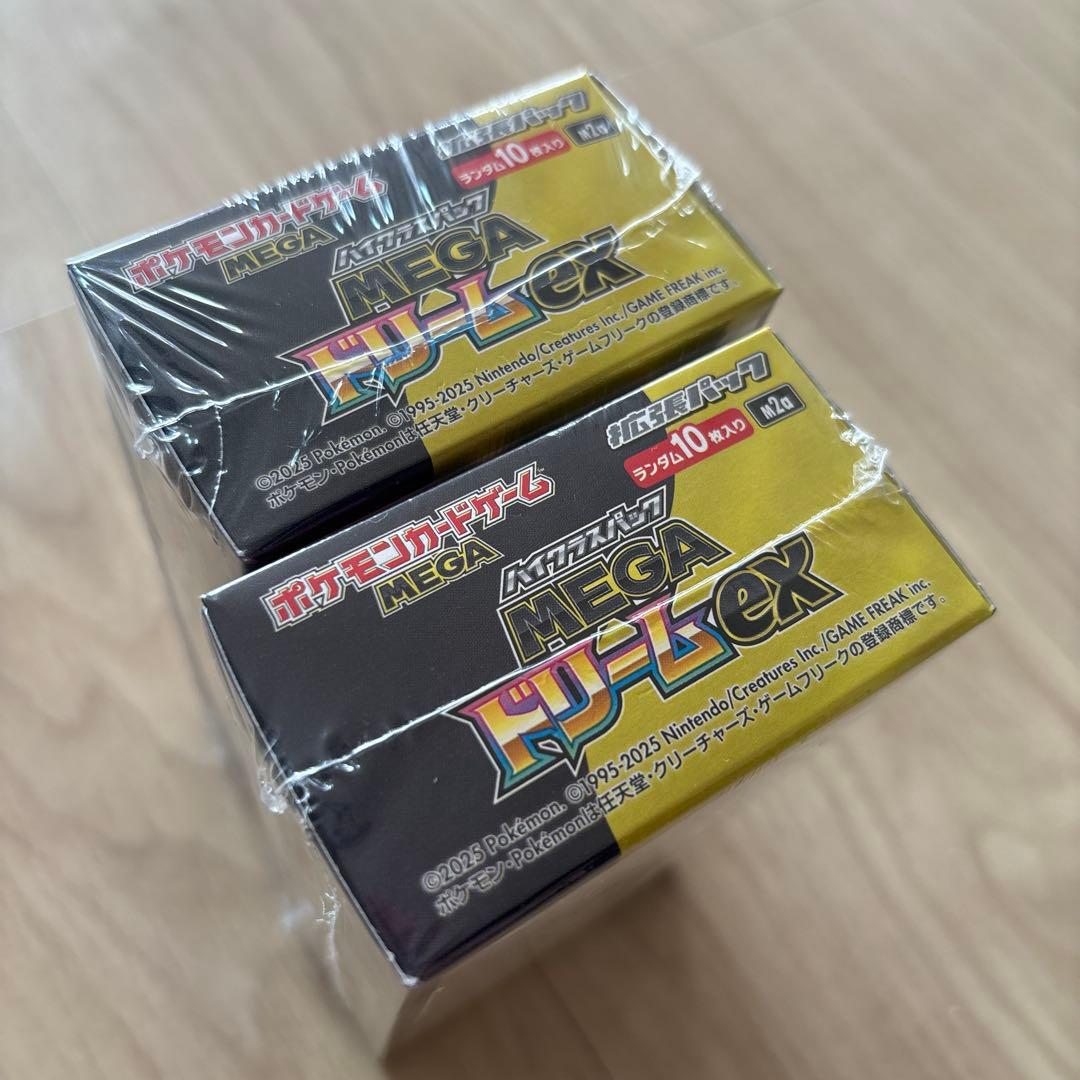 拡張パック
M2a
ランダム10枚入り
ポケモンカードゲーム
MEGA
ハイクラスパック
MEGA
ドリームex
©2025 Pokémon. ©1995-2025 Nintendo/Creatures Inc./GAME FREAK inc.
ポケモン・Pokémonは任天堂・クリーチャーズ・ゲームフリークの登録商標です。
拡張パック
M2a
ランダム10枚入り
ポケモンカードゲーム
MEGA
ハイクラスパック
MEGA
ドリームex
©2025 Pokémon. ©1995-2025 Nintendo/Creatures Inc./GAME FREAK inc.
ポケモン・Pokémonは任天堂・クリーチャーズ・ゲームフリークの登録商標です。